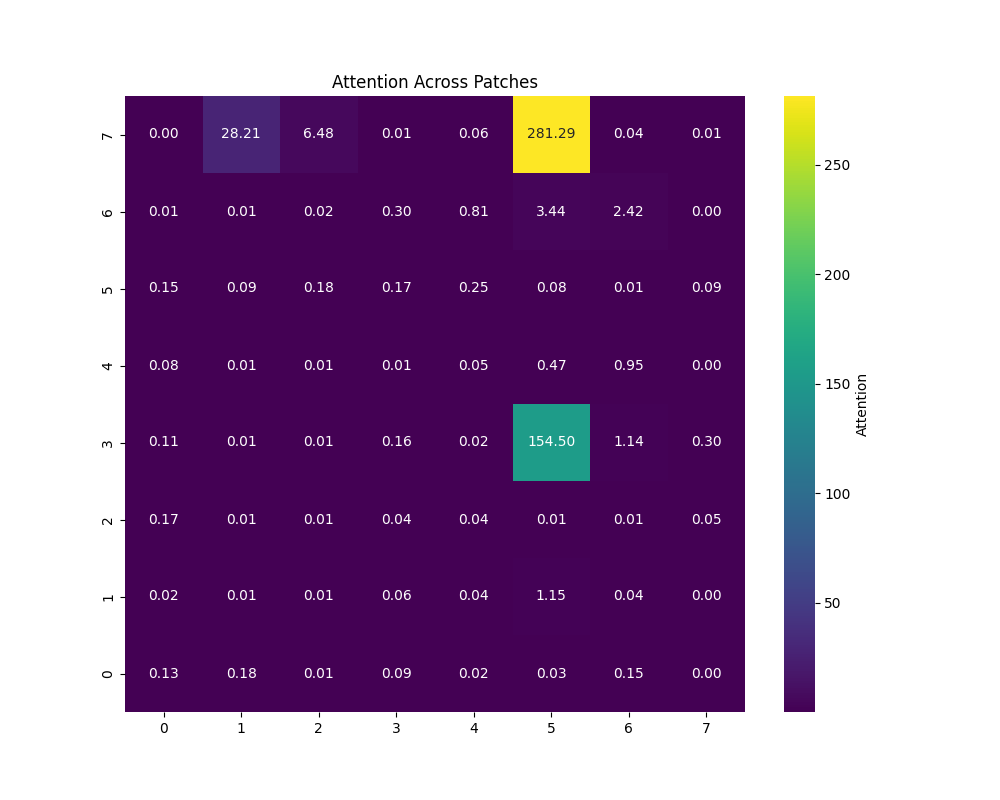 Attention Across Patches
7 0.00 28.21 6.48 0.01 0.06 281.29 0.04 0.01
6 0.01 0.01 0.02 0.30 0.81 3.44 2.42 0.00
5 0.15 0.09 0.18 0.17 0.25 0.08 0.01 0.09
4 0.08 0.01 0.01 0.01 0.05 0.47 0.95 0.00
3 0.11 0.01 0.01 0.16 0.02 154.50 1.14 0.30
2 0.17 0.01 0.01 0.04 0.04 0.01 0.01 0.05
1 0.02 0.01 0.01 0.06 0.04 1.15 0.04 0.00
0 0.13 0.18 0.01 0.09 0.02 0.03 0.15 0.00
0 1 2 3 4 5 6 7
250
200
150
100
50
Attention